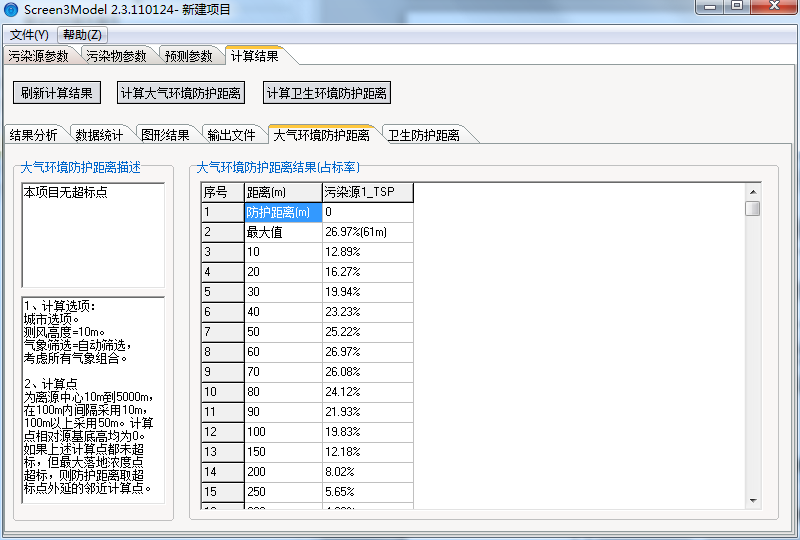 Screen3Model 2.3.110124- 新建项目
文件(Y) 帮助(Z)
污染源参数 污染物参数 预测参数 计算结果
刷新计算结果 计算大气环境防护距离 计算卫生环境防护距离
结果分析 数据统计 图形结果 输出文件 大气环境防护距离 卫生防护距离
大气环境防护距离描述
本项目无超标点
1、计算选项:
城市选项。
测风高度=10m。
气象筛选=自动筛选，
考虑所有气象组合。
2、计算点
为离源中心10m到5000m，
在100m内间隔采用10m，
100m以上采用50m。计算
点相对源基底高均为0。
如果上述计算点都未超
标，但最大落地浓度点
超标，则防护距离取超
标点外延的邻近计算点。
大气环境防护距离结果(占标率)
序号 距离(m) 污染源1_TSP
1 防护距离(m) 0
2 最大值 26.97%(61m)
3 10 12.89%
4 20 16.27%
5 30 19.94%
6 40 23.23%
7 50 25.22%
8 60 26.97%
9 70 26.08%
10 80 24.12%
11 90 21.93%
12 100 19.83%
13 150 12.18%
14 200 8.02%
15 250 5.65%